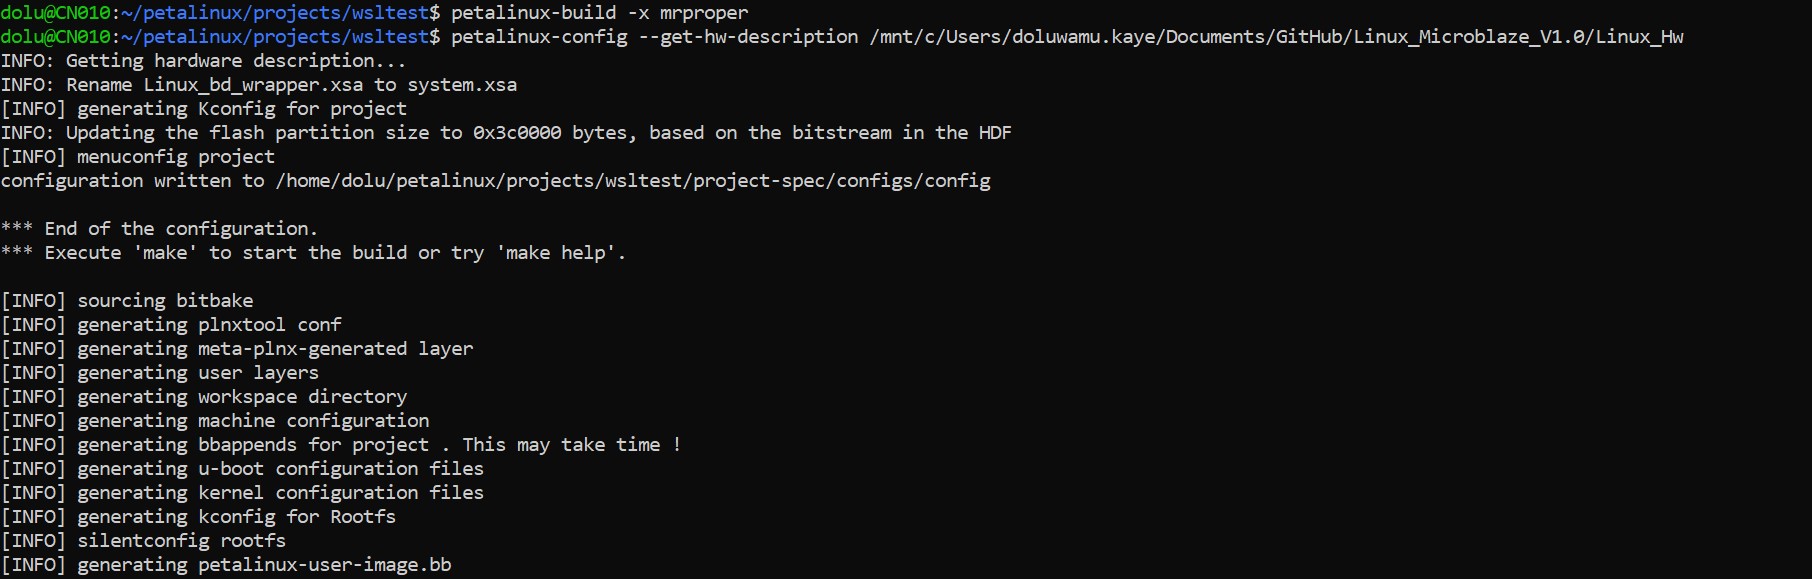 dolu@CN010:~/petalinux/projects/wsltest$ petalinux-build -x mrproper
dolu@CN010:~/petalinux/projects/wsltest$ petalinux-config --get-hw-description /mnt/c/Users/doluwamu.kaye/Documents/GitHub/Linux_Microblaze_V1.0/Linux_Hw
INFO: Getting hardware description...
INFO: Rename Linux_bd_wrapper.xsa to system.xsa
[INFO] generating Kconfig for project
INFO: Updating the flash partition size to 0x3c0000 bytes, based on the bitstream in the HDF
[INFO] menuconfig project
configuration written to /home/dolu/petalinux/projects/wsltest/project-spec/configs/config

*** End of the configuration.
*** Execute 'make' to start the build or try 'make help'.

[INFO] sourcing bitbake
[INFO] generating plnxtool conf
[INFO] generating meta-plnx-generated layer
[INFO] generating user layers
[INFO] generating workspace directory
[INFO] generating machine configuration
[INFO] generating bbappends for project . This may take time !
[INFO] generating u-boot configuration files
[INFO] generating kernel configuration files
[INFO] generating kconfig for Rootfs
[INFO] silentconfig rootfs
[INFO] generating petalinux-user-image.bb